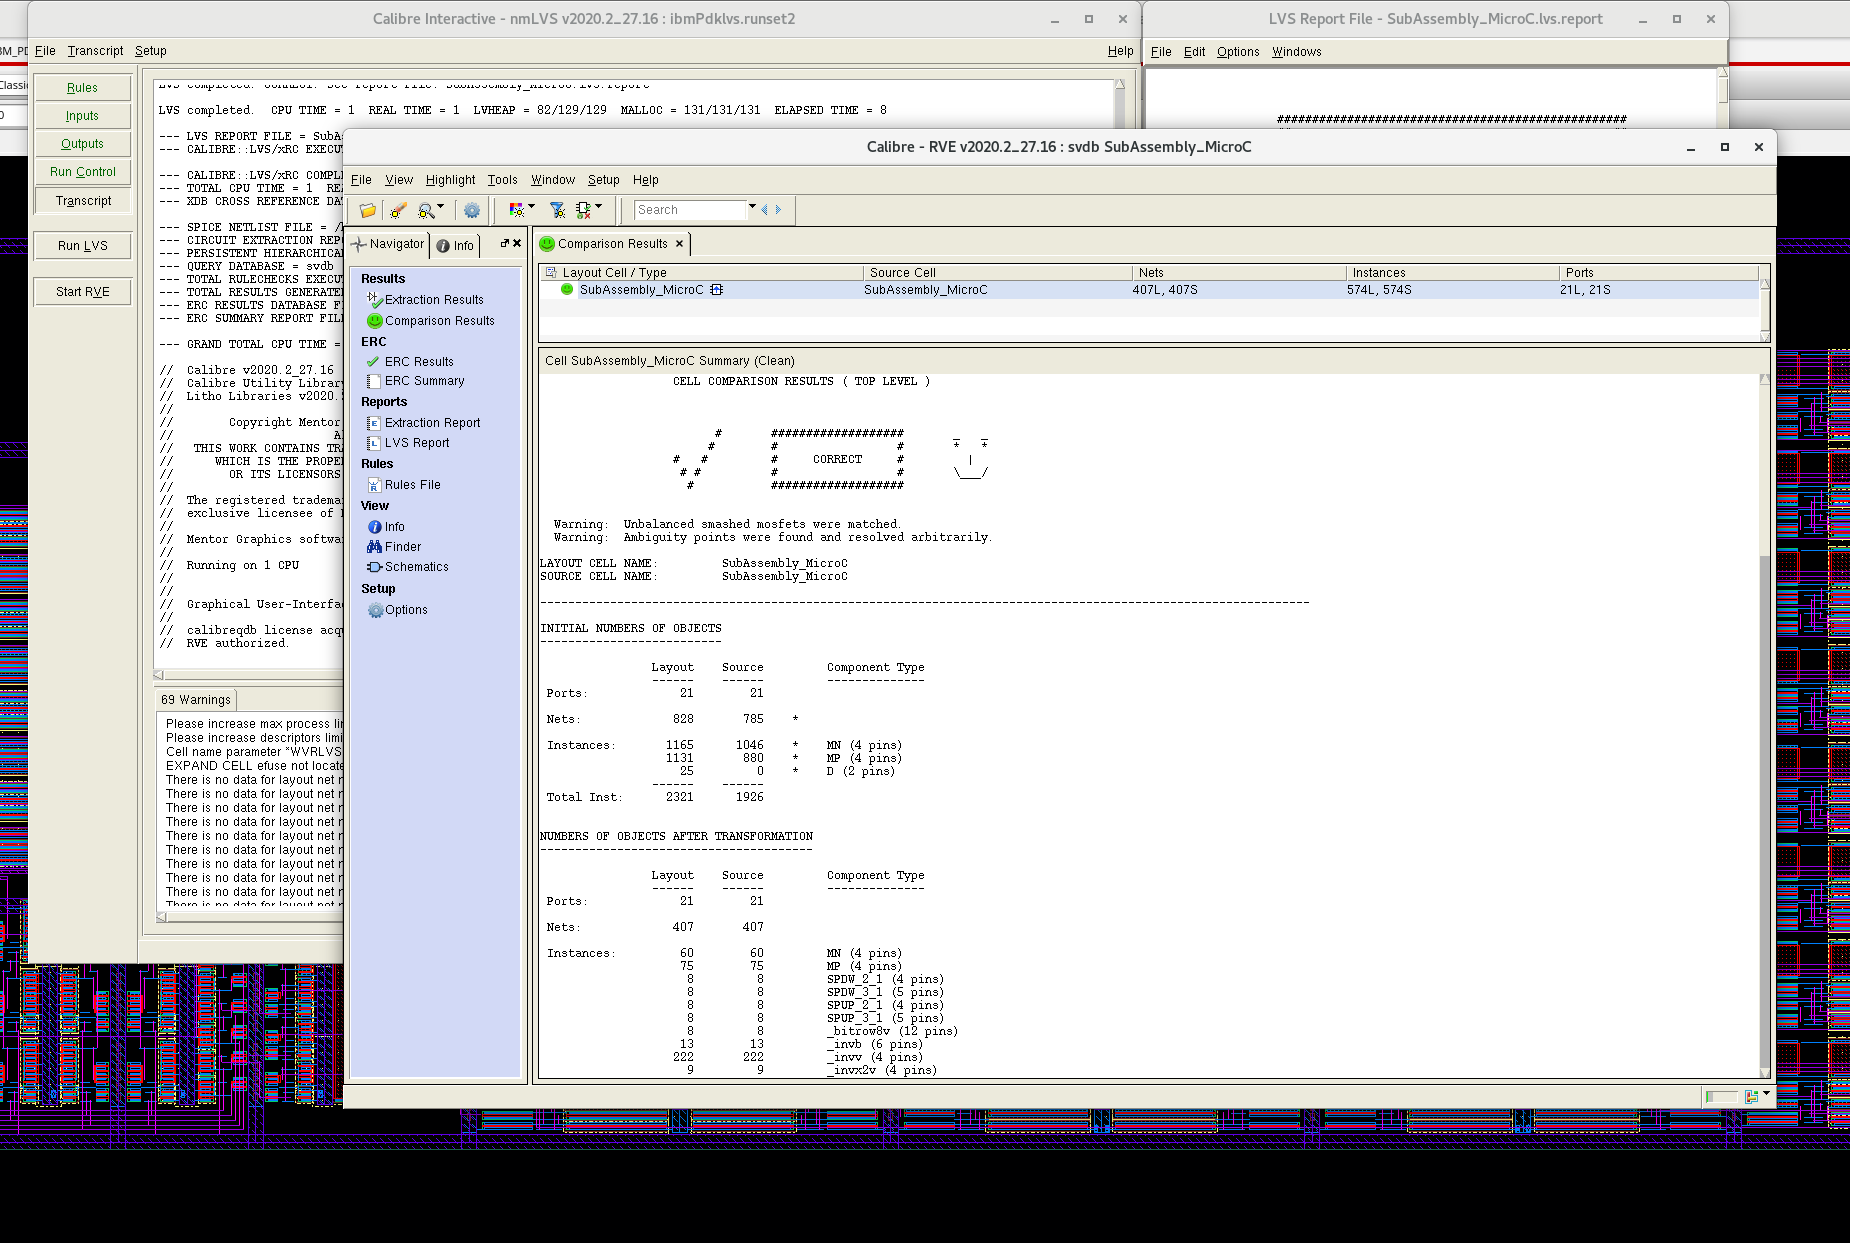 Calibre Interactive - nmLVS v2020.2_27.16 : ibmPdklvs.runset2
File Transcript Setup Help
Rules
Inputs
Outputs
Run Control
Transcript
Run LVS
Start RVE
LVS completed. CORRECT. See report file: SubAssembly_MicroC.lvs.report
LVS completed. CPU TIME = 1 REAL TIME = 1 LVHEAP = 82/129/129 MALLOC = 131/131/131 ELAPSED TIME = 8
--- LVS REPORT FILE = SubA
--- CALIBRE::LVS/xRC EXECUT
--- CALIBRE::LVS/xRC COMPL
--- TOTAL CPU TIME = 1 REA
--- XDB CROSS REFERENCE DA
--- SPICE NETLIST FILE = /
--- CIRCUIT EXTRACTION REP
--- PERSISTENT HIERARCHICA
--- QUERY DATABASE = svdb
--- TOTAL RULECHECKS EXECUT
--- TOTAL RESULTS GENERATE
--- ERC RESULTS DATABASE F
--- ERC SUMMARY REPORT FIL
--- GRAND TOTAL CPU TIME =
// Calibre v2020.2_27.16
// Calibre Utility Library
// Litho Libraries v2020.
//
// Copyright Mentor
// A
// THIS WORK CONTAINS TR
// WHICH IS THE PROPE
// OR ITS LICENSORS
//
// The registered tradema
// exclusive licensee of
//
// Mentor Graphics softwa
//
// Running on 1 CPU
//
//
// Graphical User-Interfa
//
// calibreqdb license acq
// RVE authorized.
69 Warnings
Please increase max process li
Please increase descriptors limi
Cell name parameter "WVRLVS
EXPAND CELL efuse not locate
There is no data for layout net n
There is no data for layout net n
There is no data for layout net n
There is no data for layout net n
There is no data for layout net n
There is no data for layout net n
There is no data for layout net n
There is no data for layout net n
There is no data for layout net n
There is no data for layout net n
LVS Report File - SubAssembly_MicroC.lvs.report
File Edit Options Windows
##################################################
Calibre - RVE v2020.2_27.16 : svdb SubAssembly_MicroC
File View Highlight Tools Window Setup Help
Search
Navigator Info
Results
Extraction Results
Comparison Results
ERC
ERC Results
ERC Summary
Reports
Extraction Report
LVS Report
Rules
Rules File
View
Info
Finder
Schematics
Setup
Options
Comparison Results
Layout Cell / Type Source Cell Nets Instances Ports
SubAssembly_MicroC SubAssembly_MicroC 407L, 407S 574L, 574S 21L, 21S
Cell SubAssembly_MicroC Summary (Clean)
CELL COMPARISON RESULTS ( TOP LEVEL )
# ################### _ _
# # # * *
# # # CORRECT # |
# # # # \___/
# ###################
Warning: Unbalanced smashed mosfets were matched.
Warning: Ambiguity points were found and resolved arbitrarily.
LAYOUT CELL NAME: SubAssembly_MicroC
SOURCE CELL NAME: SubAssembly_MicroC
INITIAL NUMBERS OF OBJECTS
Layout Source Component Type
Ports: 21 21
Nets: 828 785 *
Instances: 1165 1046 * MN (4 pins)
1131 880 * MP (4 pins)
25 0 * D (2 pins)
Total Inst: 2321 1926
NUMBERS OF OBJECTS AFTER TRANSFORMATION
Layout Source Component Type
Ports: 21 21
Nets: 407 407
Instances: 60 60 MN (4 pins)
75 75 MP (4 pins)
8 8 SPDW_2_1 (4 pins)
8 8 SPDW_3_1 (5 pins)
8 8 SPUP_2_1 (4 pins)
8 8 SPUP_3_1 (5 pins)
8 8 _bitrow8v (12 pins)
13 13 _invb (6 pins)
222 222 _invv (4 pins)
9 9 _invx2v (4 pins)